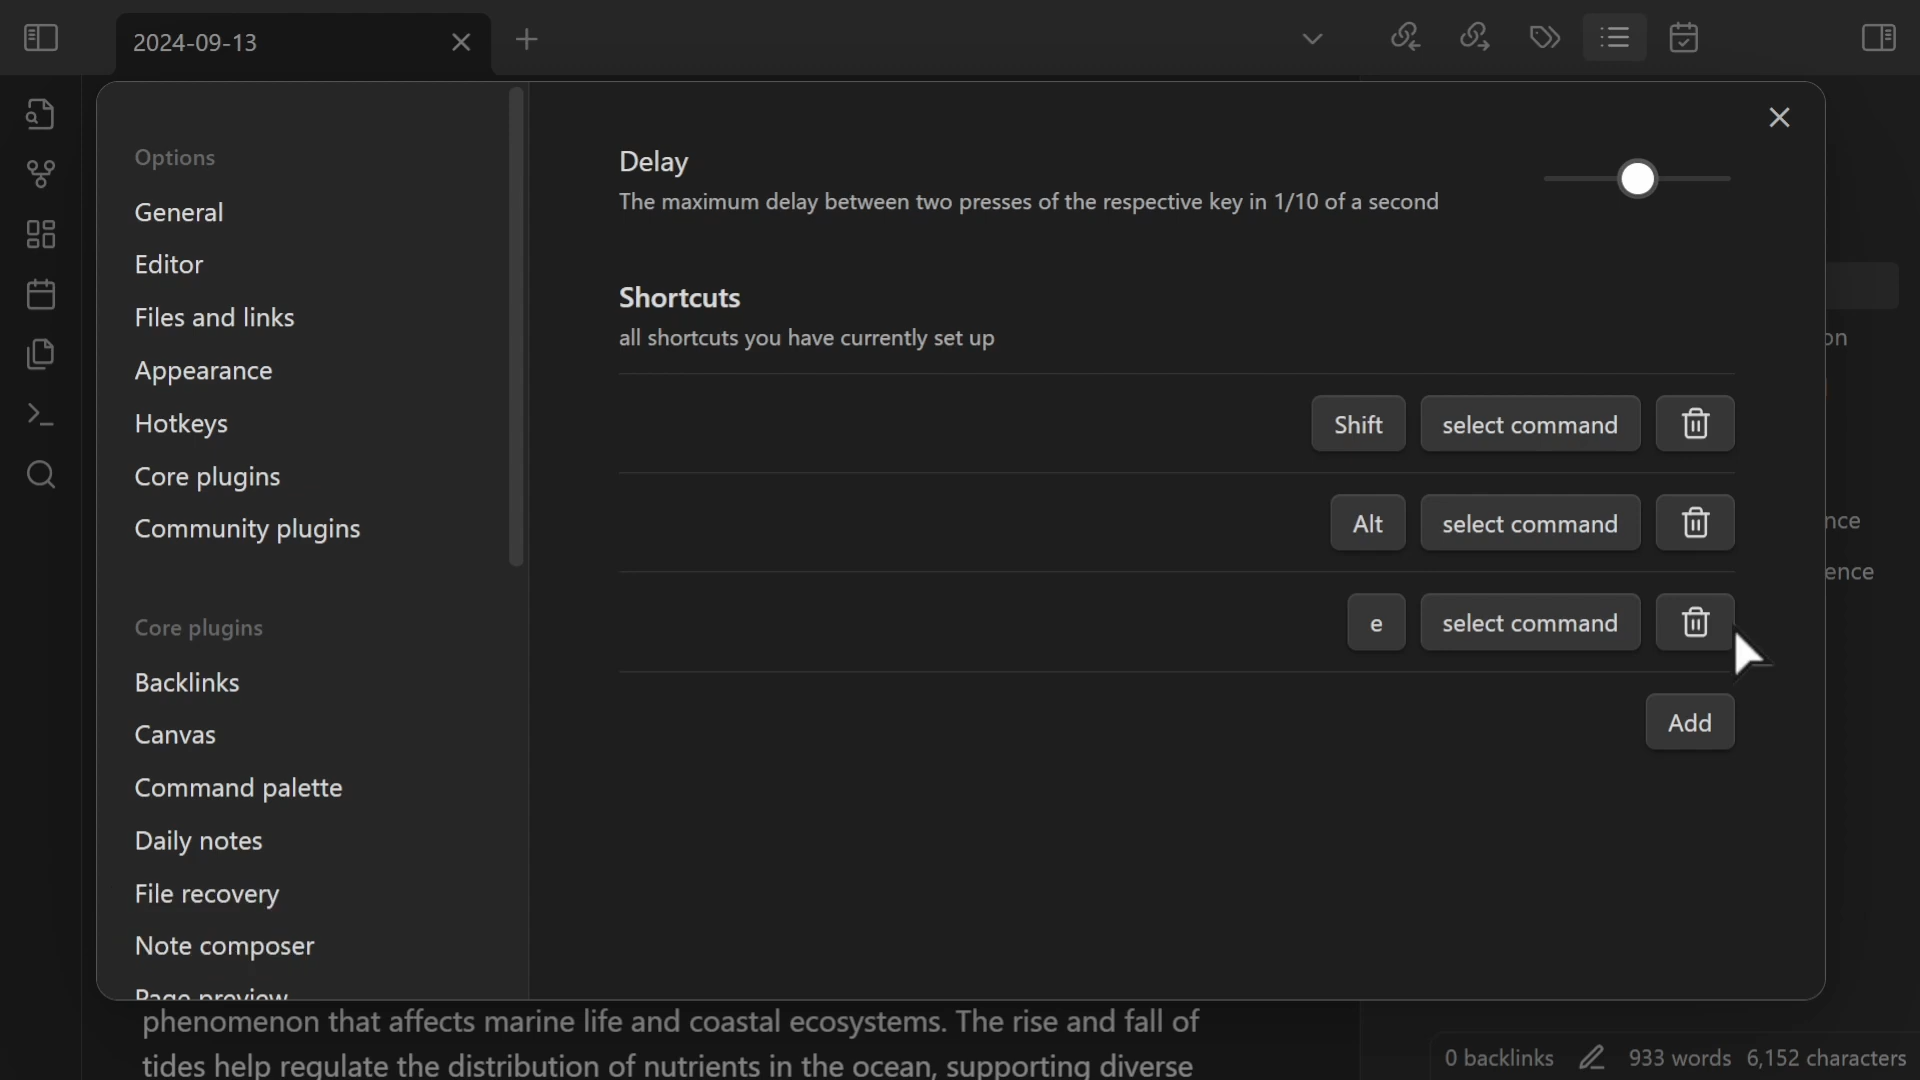 2024-09-13
Options
General
Editor
Files and links
Appearance
Hotkeys
Core plugins
Community plugins
Core plugins
Backlinks
Canvas
Command palette
Daily notes
File recovery
Note composer
Page preview
Delay
The maximum delay between two presses of the respective key in 1/10 of a second
Shortcuts
all shortcuts you have currently set up
Shift select command
Alt select command
e select command
Add
on
nce
ence
phenomenon that affects marine life and coastal ecosystems. The rise and fall of
tides help regulate the distribution of nutrients in the ocean, supporting diverse
0 backlinks 933 words 6,152 characters